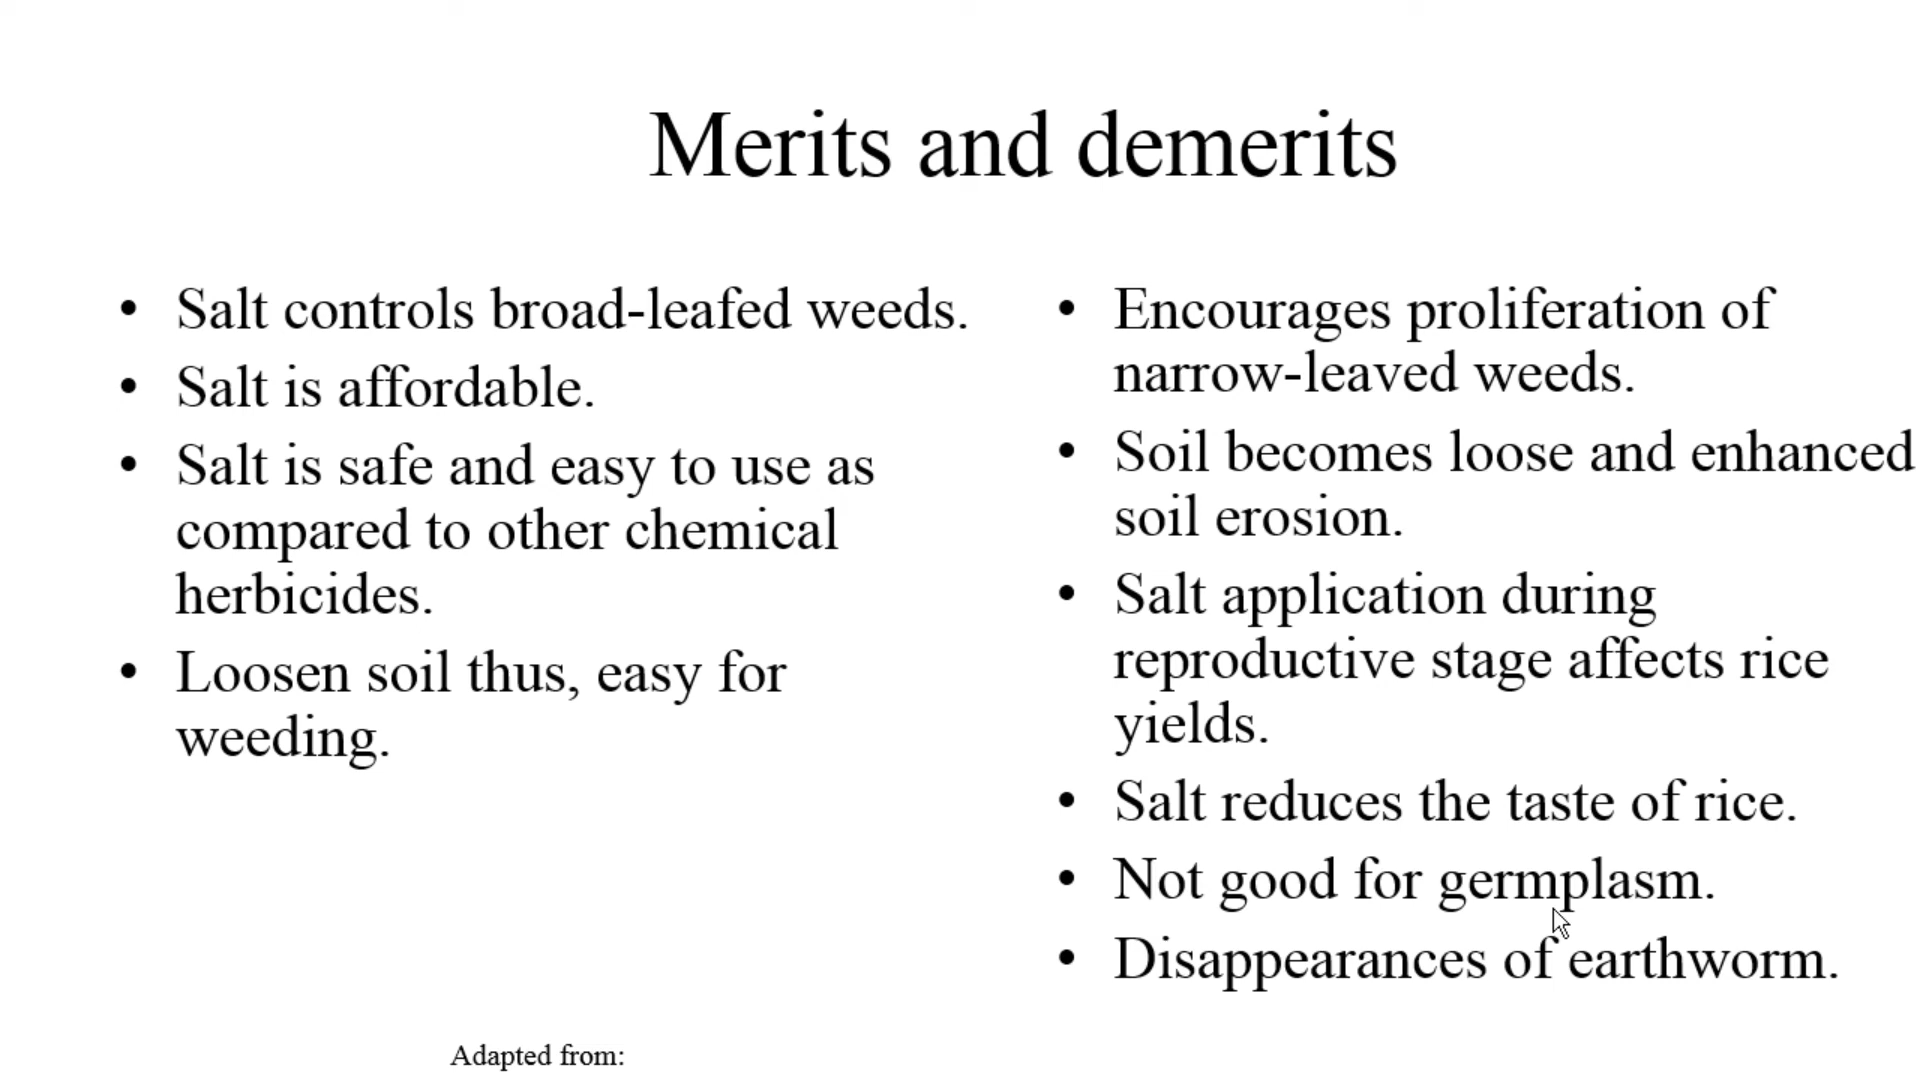 Merits and demerits
• Salt controls broad-leafed weeds.
• Salt is affordable.
• Salt is safe and easy to use as
compared to other chemical
herbicides.
• Loosen soil thus, easy for
weeding.
• Encourages proliferation of
narrow-leaved weeds.
• Soil becomes loose and enhanced
soil erosion.
• Salt application during
reproductive stage affects rice
yields.
• Salt reduces the taste of rice.
• Not good for germplasm.
• Disappearances of earthworm.
Adapted from: